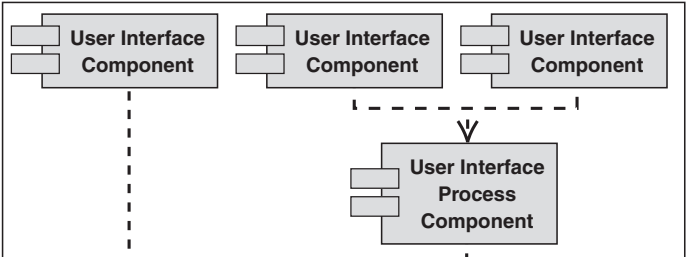 User Interface
Component
User Interface
Component
User Interface
Component
User Interface
Process
Component